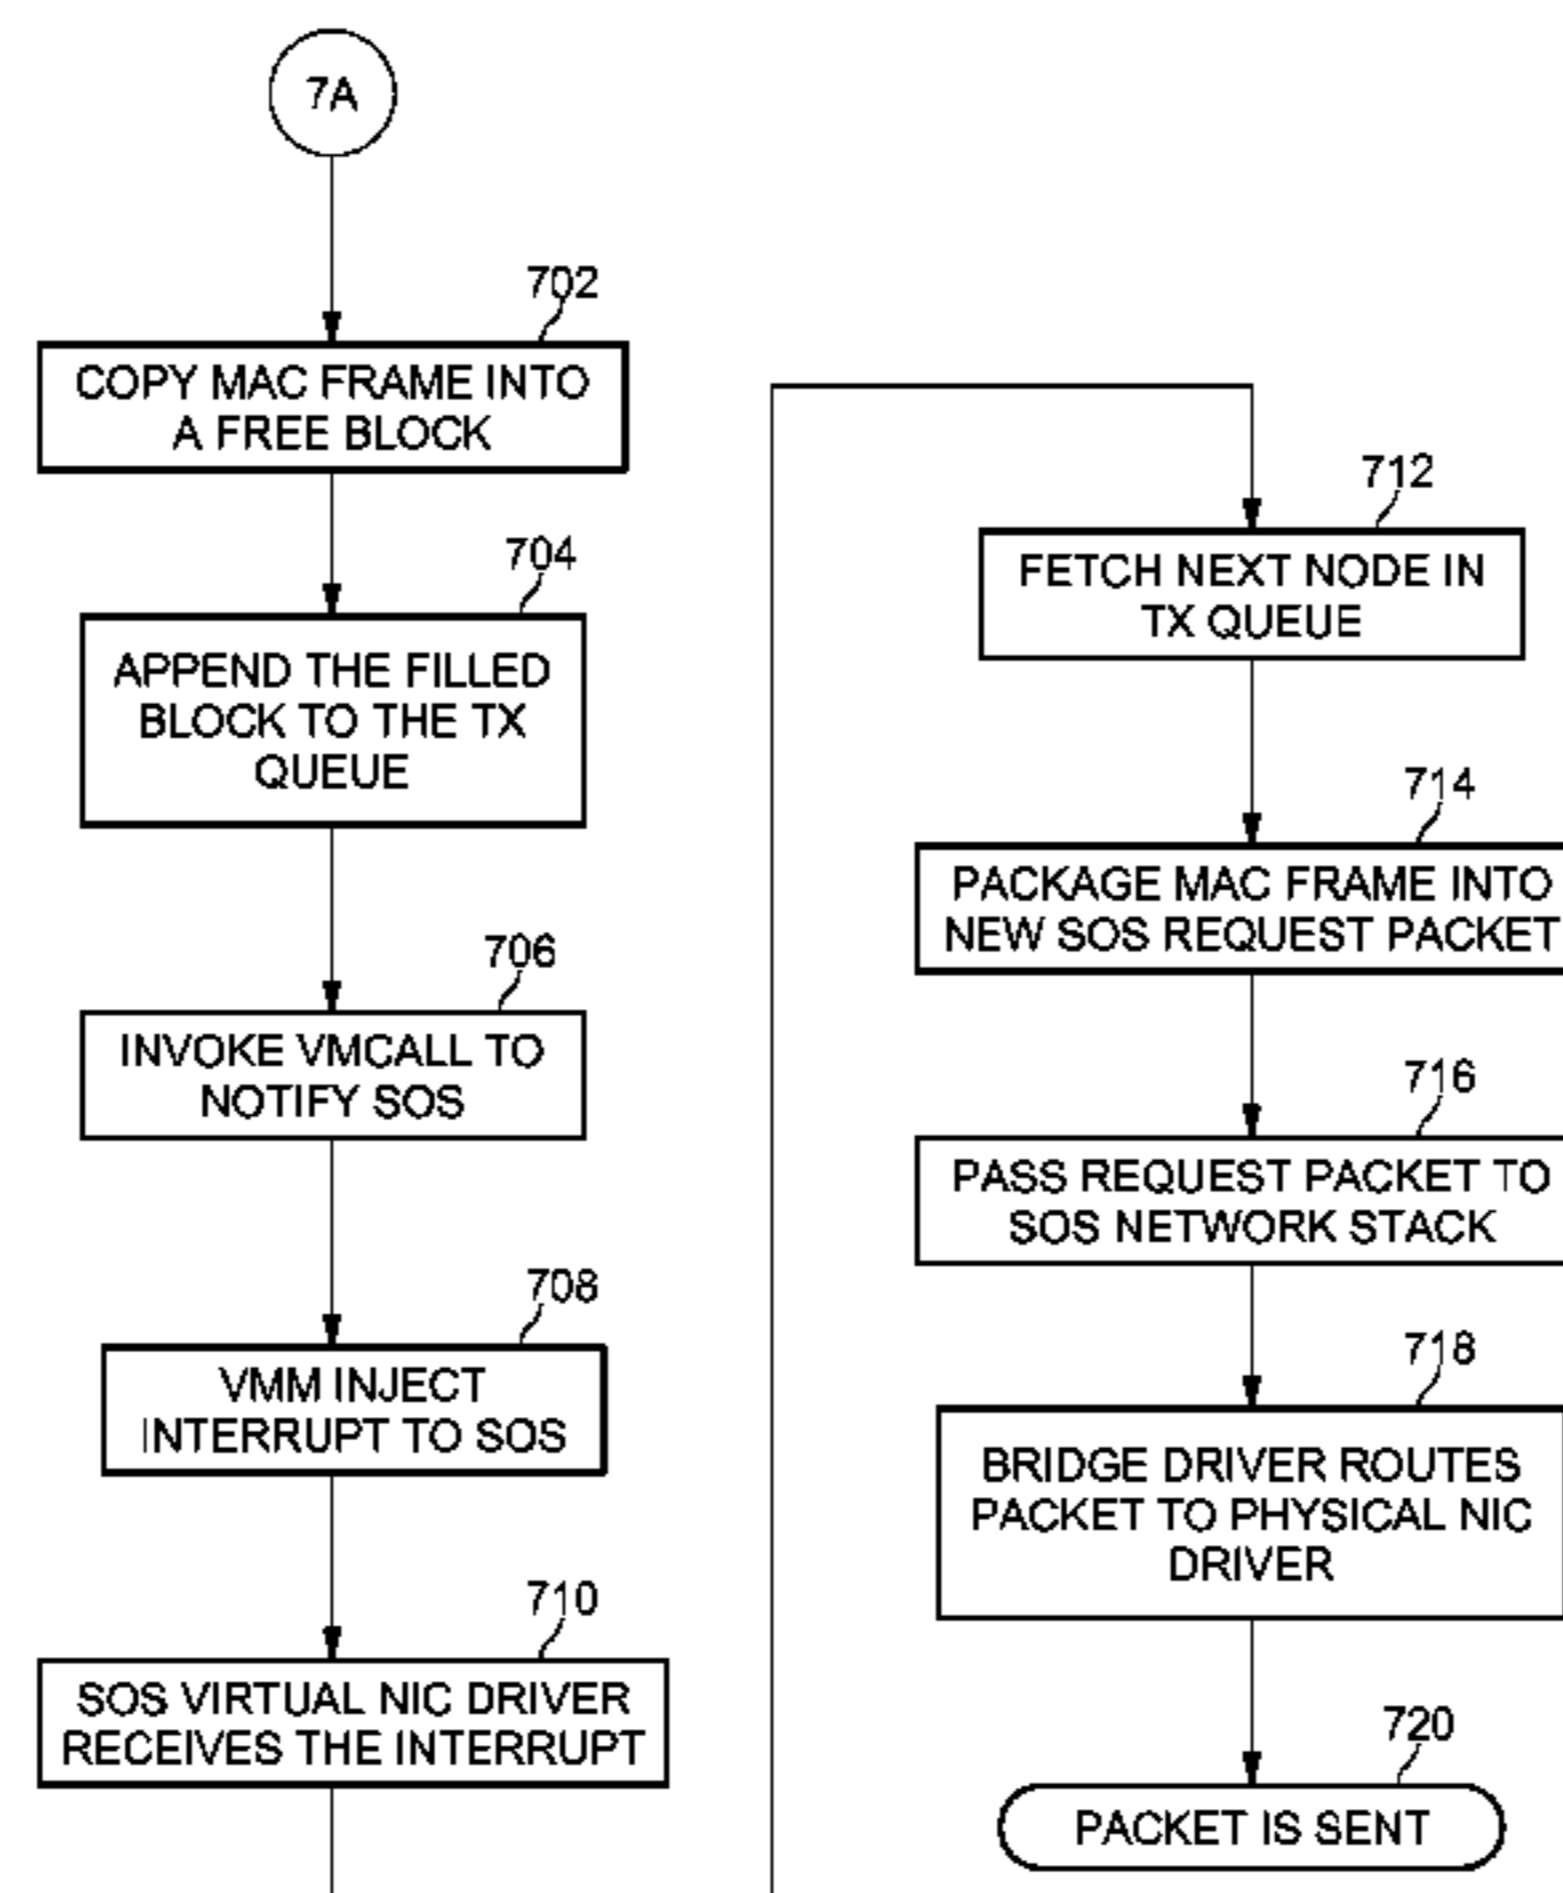 7A
702
COPY MAC FRAME INTO
A FREE BLOCK
704
APPEND THE FILLED
BLOCK TO THE TX
QUEUE
706
INVOKE VMCALL TO
NOTIFY SOS
708
VMM INJECT
INTERRUPT TO SOS
710
SOS VIRTUAL NIC DRIVER
RECEIVES THE INTERRUPT
712
FETCH NEXT NODE IN
TX QUEUE
714
PACKAGE MAC FRAME INTO
NEW SOS REQUEST PACKET
716
PASS REQUEST PACKET TO
SOS NETWORK STACK
718
BRIDGE DRIVER ROUTES
PACKET TO PHYSICAL NIC
DRIVER
720
PACKET IS SENT